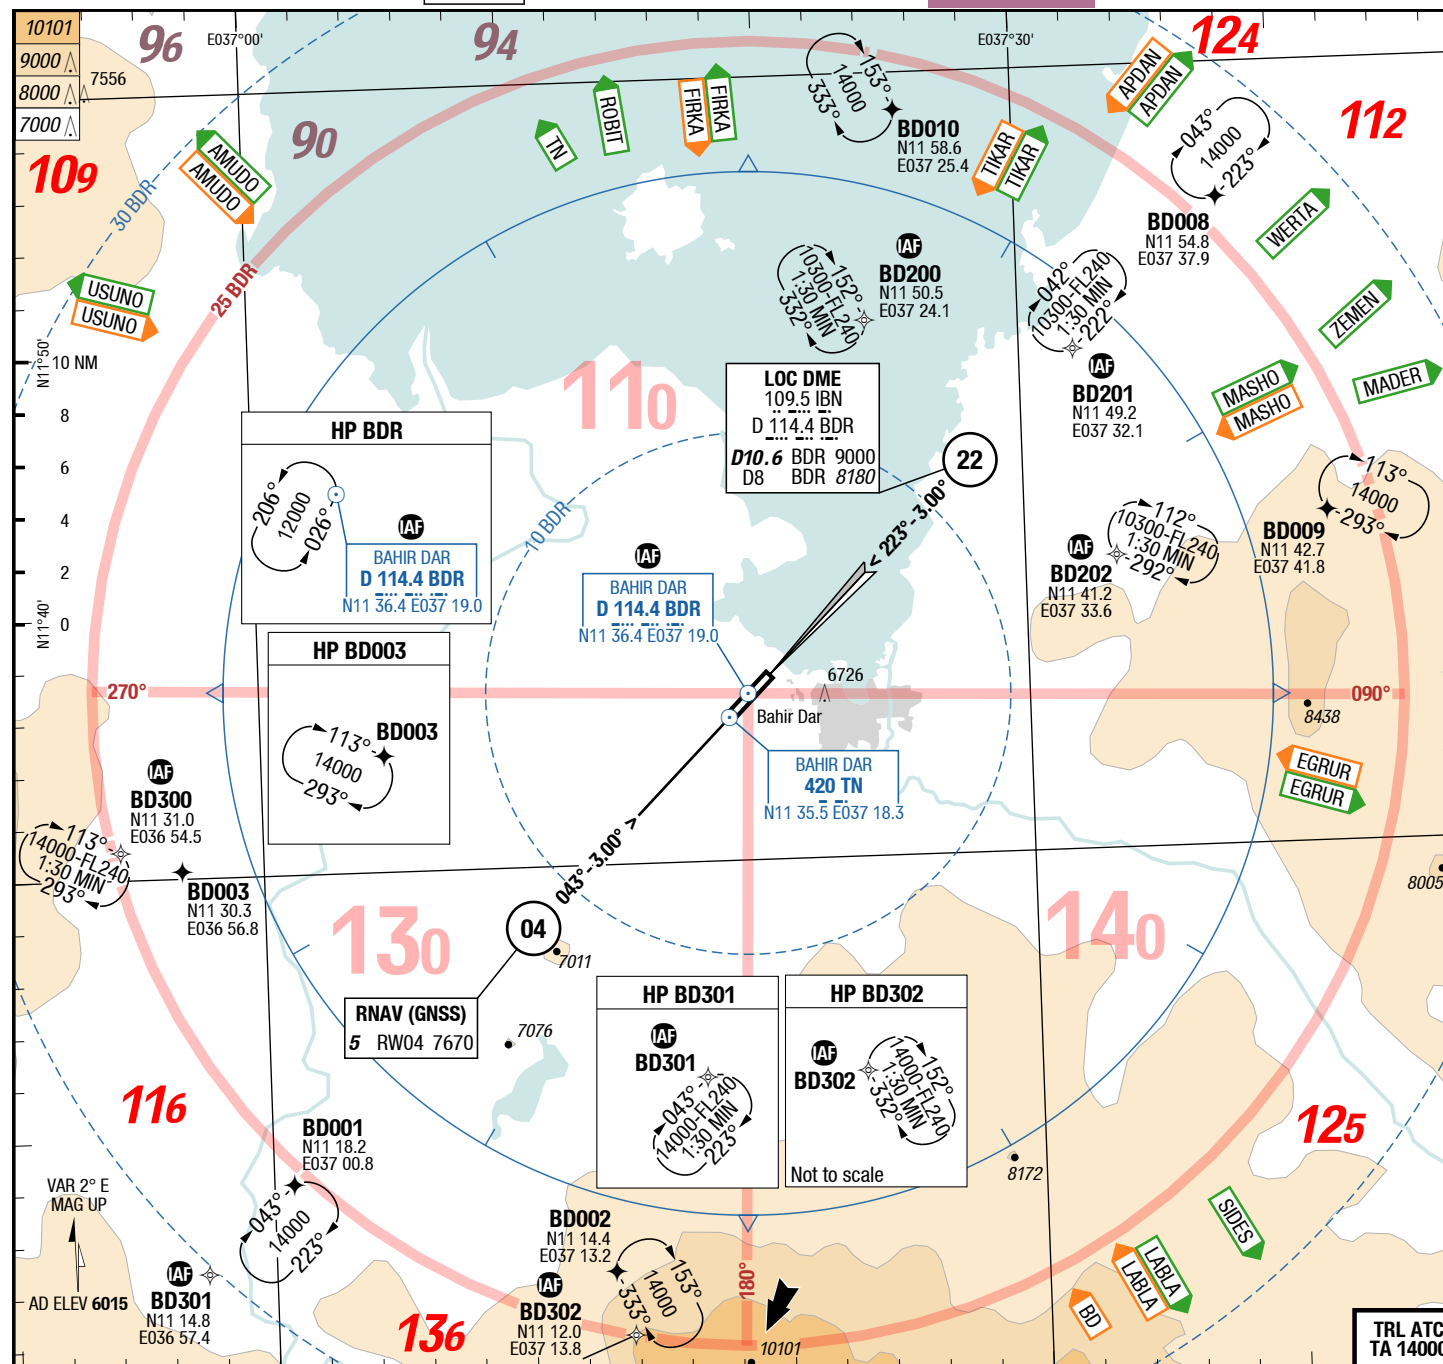 10101
9000
8000
7000
7556
96
E037°00'
94
E037°30'
124
112
109
90
30 BDR
25 BDR
AMUDO
AMUDO
TN
ROBIT
FIRKA
FIRKA
153°
14000
333°
BD010
N11 58.6
E037 25.4
TIKAR
TIKAR
APDAN
APDAN
043°
14000
223°
BD008
N11 54.8
E037 37.9
WERTA
ZEMEN
MADER
MASHO
MASHO
USUNO
USUNO
N11°50'
10 NM
8
6
4
2
0
N11°40'
IAF
BD200
N11 50.5
E037 24.1
152°
10300-FL240
1:30 MIN
332°
042°
10300-FL240
1:30 MIN
222°
IAF
BD201
N11 49.2
E037 32.1
110
LOC DME
109.5 IBN
D 114.4 BDR
D10.6 BDR 9000
D8 BDR 8180
22
223°-3.00°
HP BDR
206°
12000
026°
IAF
BAHIR DAR
D 114.4 BDR
N11 36.4 E037 19.0
10 BDR
IAF
BAHIR DAR
D 114.4 BDR
N11 36.4 E037 19.0
112°
10300-FL240
1:30 MIN
292°
IAF
BD202
N11 41.2
E037 33.6
113°
14000
293°
BD009
N11 42.7
E037 41.8
HP BD003
113°
14000
293°
BD003
270°
090°
6726
Bahir Dar
BAHIR DAR
420 TN
N11 35.5 E037 18.3
8438
EGRUR
EGRUR
8005
IAF
BD300
N11 31.0
E036 54.5
113°
14000-FL240
1:30 MIN
293°
BD003
N11 30.3
E036 56.8
043°-3.00°
04
7011
130
140
RNAV (GNSS)
5 RW04 7670
7076
HP BD301
IAF
BD301
043°
14000-FL240
1:30 MIN
223°
HP BD302
IAF
BD302
152°
14000-FL240
1:30 MIN
332°
Not to scale
8172
116
125
BD001
N11 18.2
E037 00.8
043°
14000
223°
VAR 2° E
MAG UP
AD ELEV 6015
IAF
BD301
N11 14.8
E036 57.4
136
BD002
N11 14.4
E037 13.2
153°
14000
333°
IAF
BD302
N11 12.0
E037 13.8
180°
10101
BD
LABLA
LABLA
SIDES
TRL ATC
TA 14000